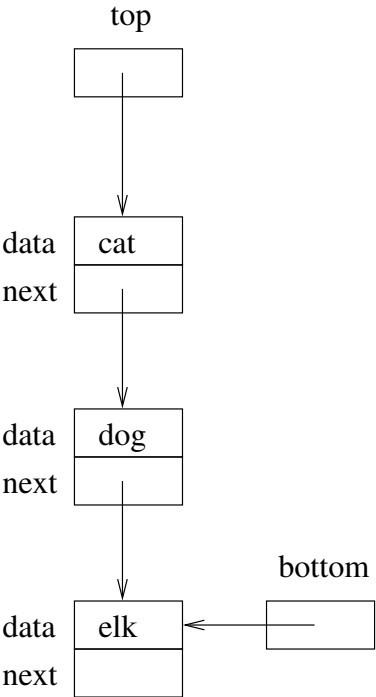 top
data cat
next
data dog
next
bottom
data elk
next